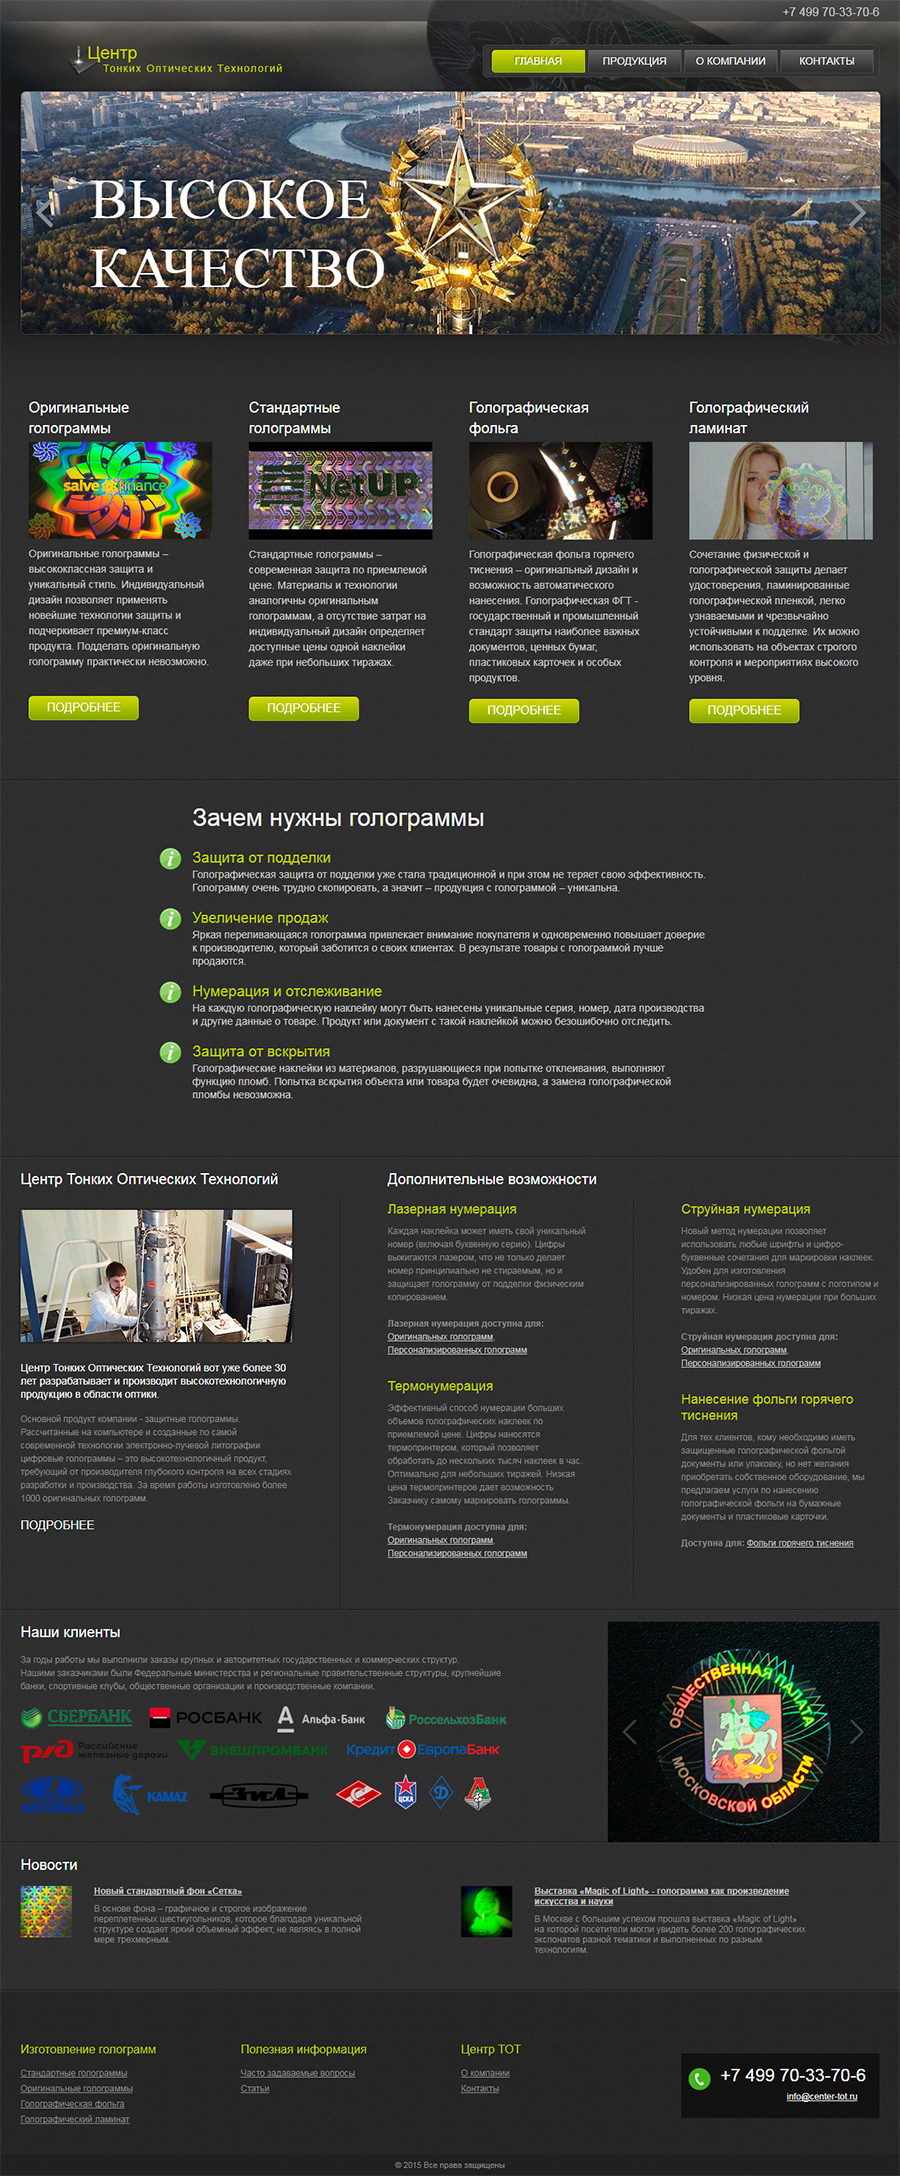 +7 499 70-33-70-6
Центр
Тонких Оптических Технологий
ГЛАВНАЯ
ПРОДУКЦИЯ
О КОМПАНИИ
КОНТАКТЫ
ВЫСОКОЕ
КАЧЕСТВО
Оригинальные
голограммы
salve finance
Оригинальные голограммы –
высококлассная защита и
уникальный стиль. Индивидуальный
дизайн позволяет применять
новейшие технологии защиты и
подчеркивает премиум-класс
продукта. Подделать оригинальную
голограмму практически невозможно.
ПОДРОБНЕЕ
Стандартные
голограммы
NetUP
Стандартные голограммы –
современная защита по приемлемой
цене. Материалы и технологии
аналогичны оригинальным
голограммам, а отсутствие затрат на
индивидуальный дизайн определяет
доступные цены одной наклейки
даже при небольших тиражах.
ПОДРОБНЕЕ
Голографическая
фольга
Голографическая фольга горячего
тиснения – оригинальный дизайн и
возможность автоматического
нанесения. Голографическая ФГТ -
государственный и промышленный
стандарт защиты наиболее важных
документов, ценных бумаг,
пластиковых карточек и особых
продуктов.
ПОДРОБНЕЕ
Голографический
ламинат
Сочетание физической и
голографической защиты делает
удостоверения, ламинированные
голографической пленкой, легко
узнаваемыми и чрезвычайно
устойчивыми к подделке. Их можно
использовать на объектах строгого
контроля и мероприятиях высокого
уровня.
ПОДРОБНЕЕ
Зачем нужны голограммы
Защита от подделки
Голографическая защита от подделки уже стала традиционной и при этом не теряет свою эффективность.
Голограмму очень трудно скопировать, а значит – продукция с голограммой – уникальна.
Увеличение продаж
Яркая переливающаяся голограмма привлекает внимание покупателя и одновременно повышает доверие
к производителю, который заботится о своих клиентах. В результате товары с голограммой лучше
продаются.
Нумерация и отслеживание
На каждую голографическую наклейку могут быть нанесены уникальные серия, номер, дата производства
и другие данные о товаре. Продукт или документ с такой наклейкой можно безошибочно отследить.
Защита от вскрытия
Голографические наклейки из материалов, разрушающиеся при попытке отклеивания, выполняют
функцию пломб. Попытка вскрытия объекта или товара будет очевидна, а замена голографической
пломбы невозможна.
Центр Тонких Оптических Технологий
Центр Тонких Оптических Технологий вот уже более 30
лет разрабатывает и производит высокотехнологичную
продукцию в области оптики.
Основной продукт компании - защитные голограммы.
Рассчитанные на компьютере и созданные по самой
современной технологии электронно-лучевой литографии
цифровые голограммы – это высокотехнологичный продукт,
требующий от производителя глубокого контроля на всех стадиях
разработки и производства. За время работы изготовлено более
1000 оригинальных голограмм.
ПОДРОБНЕЕ
Дополнительные возможности
Лазерная нумерация
Каждая наклейка может иметь свой уникальный
номер (включая буквенную серию). Цифры
выжигаются лазером, что не только делает
номер принципиально не стираемым, но и
защищает голограмму от подделки физическим
копированием.
Лазерная нумерация доступна для:
Оригинальных голограмм,
Персонализированных голограмм
Термонумерация
Эффективный способ нумерации больших
объемов голографических наклеек по
приемлемой цене. Цифры наносятся
термопринтером, который позволяет
обработать до нескольких тысяч наклеек в час.
Оптимально для небольших тиражей. Низкая
цена термопринтеров дает возможность
Заказчику самому маркировать голограммы.
Термонумерация доступна для:
Оригинальных голограмм,
Персонализированных голограмм
Струйная нумерация
Новый метод нумерации позволяет
использовать любые шрифты и цифро-
буквенные сочетания для маркировки наклеек.
Удобен для изготовления
персонализированных голограмм с логотипом и
номером. Низкая цена нумерации при больших
тиражах.
Струйная нумерация доступна для:
Оригинальных голограмм,
Персонализированных голограмм
Нанесение фольги горячего
тиснения
Для тех клиентов, кому необходимо иметь
защищенные голографической фольгой
документы или упаковку, но нет желания
приобретать собственное оборудование, мы
предлагаем услуги по нанесению
голографической фольги на бумажные
документы и пластиковые карточки.
Доступна для: Фольги горячего тиснения
Наши клиенты
За годы работы мы выполнили заказы крупных и авторитетных государственных и коммерческих структур.
Нашими заказчиками были Федеральные министерства и региональные правительственные структуры, крупнейшие
банки, спортивные клубы, общественные организации и производственные компании.
СБЕРБАНК
РОСБАНК
Альфа·Банк
РоссельхозБанк
РЖД Российские
железные дороги
ВНЕШПРОМБАНК
Кредит ЕвропаБанк
АВТОВАЗ
KAMAZ
ЗиЛ
ЦСКА
ОБЩЕСТВЕННАЯ ПАЛАТА
МОСКОВСКОЙ ОБЛАСТИ
Новости
Новый стандартный фон «Сетка»
В основе фона – графичное и строгое изображение
переплетенных шестиугольников, которое благодаря уникальной
структуре создает яркий объемный эффект, не являясь в полной
мере трехмерным.
Выставка «Magic of Light» - голограмма как произведение
искусства и науки
В Москве с большим успехом прошла выставка «Magic of Light»
на которой посетители могли увидеть более 200 голографических
экспонатов разной тематики и выполненных по разным
технологиям.
Изготовление голограмм
Стандартные голограммы
Оригинальные голограммы
Голографическая фольга
Голографический ламинат
Полезная информация
Часто задаваемые вопросы
Статьи
Центр ТОТ
О компании
Контакты
+7 499 70-33-70-6
info@center-tot.ru
© 2015 Все права защищены